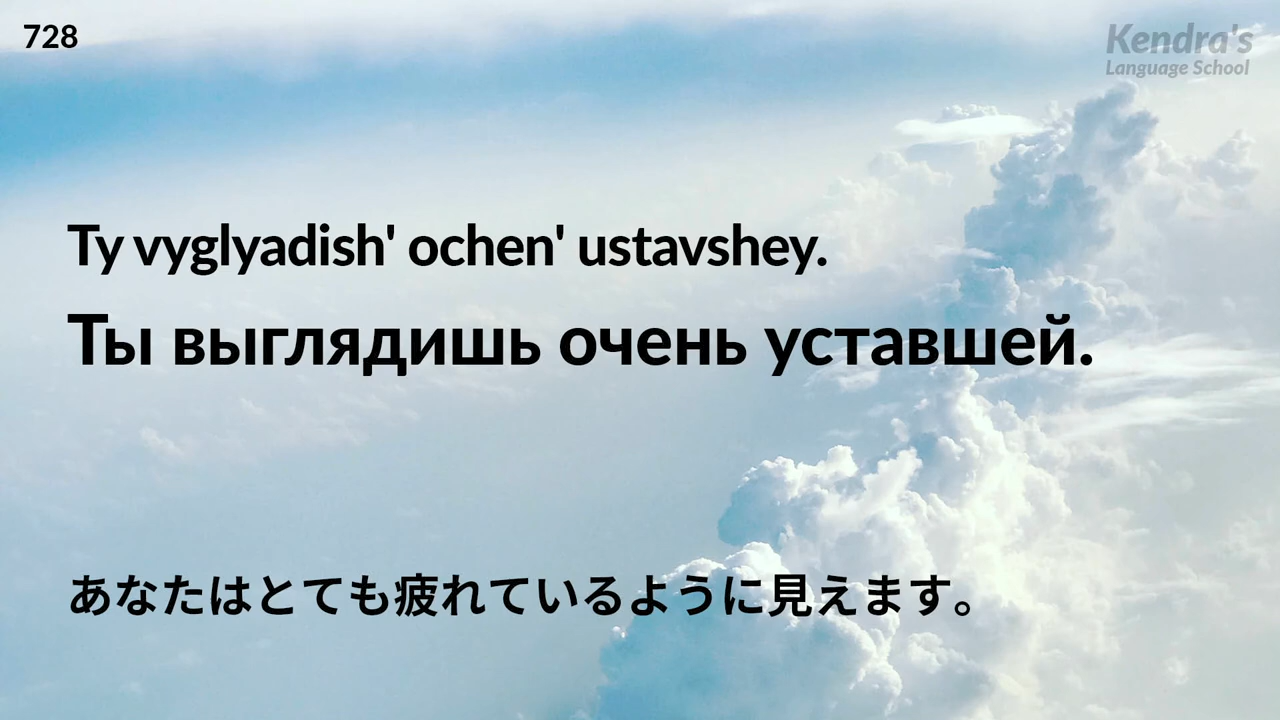 728
Kendra's
Language School
Ty vyglyadish' ochen' ustavshey.
Ты выглядишь очень уставшей.
あなたはとても疲れているように見えます。